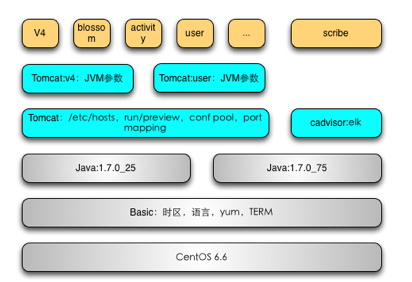 V4
blosso
m
activit
y
user
...
scribe
Tomcat:v4：JVM参数
Tomcat:user：JVM参数
Tomcat：/etc/hosts，run/preview，conf pool，port
mapping
cadvisor:elk
Java:1.7.0_25
Java:1.7.0_75
Basic：时区，语言，yum，TERM
CentOS 6.6